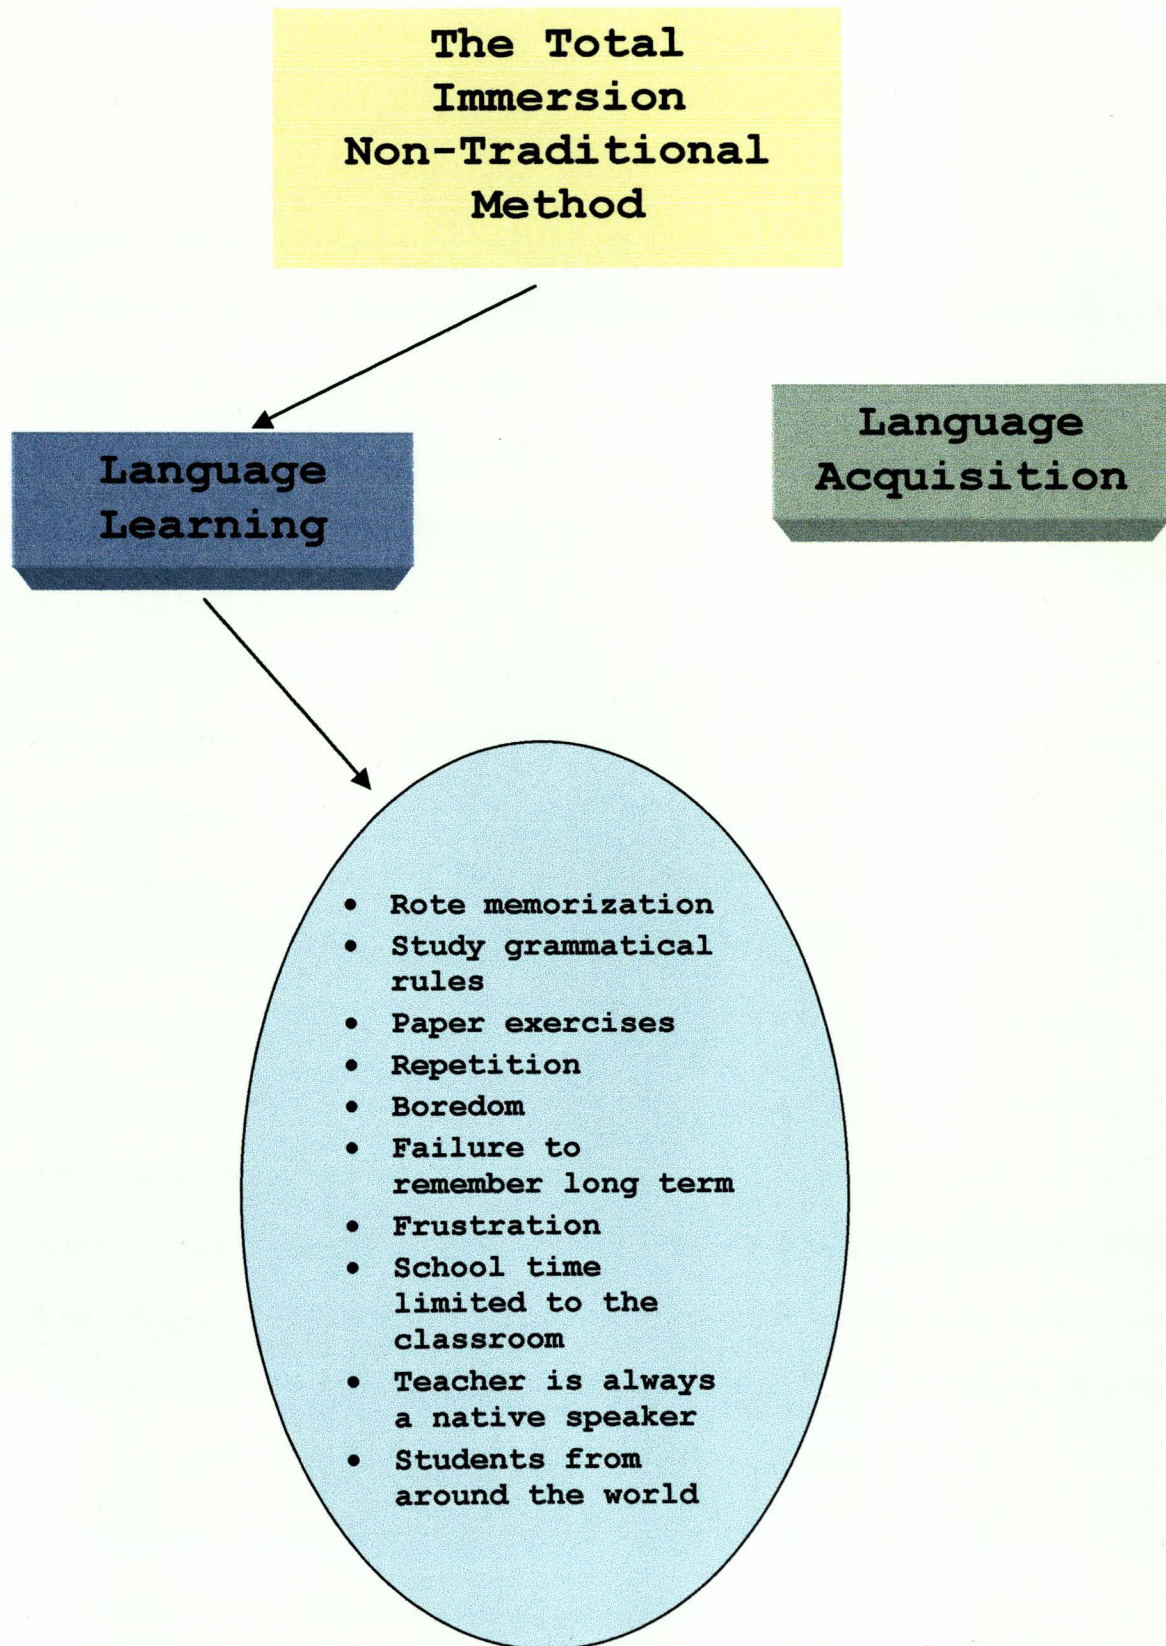 The Total
Immersion
Non-Traditional
Method
Language
Learning
Language
Acquisition
• Rote memorization
• Study grammatical
rules
• Paper exercises
• Repetition
• Boredom
• Failure to
remember long term
• Frustration
• School time
limited to the
classroom
• Teacher is always
a native speaker
• Students from
around the world